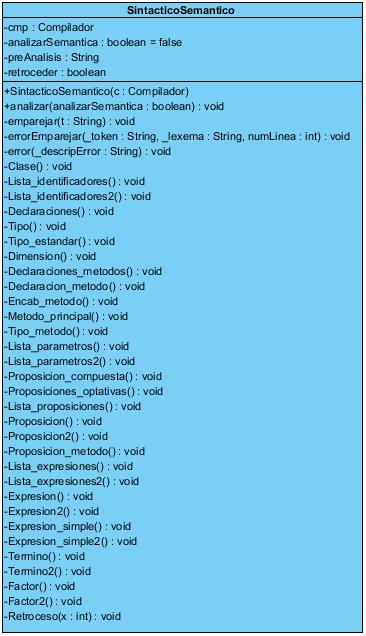 SintacticoSemantico
-cmp : Compilador
-analizarSemantica : boolean = false
-preAnalisis : String
-retroceder : boolean
+SintacticoSemantico(c : Compilador)
+analizar(analizarSemantica : boolean) : void
-emparejar(t : String) : void
-errorEmparejar(_token : String, _lexema : String, numLinea : int) : void
-error(_descripError : String) : void
-Clase() : void
-Lista_identificadores() : void
-Lista_identificadores2() : void
-Declaraciones() : void
-Tipo() : void
-Tipo_estandar() : void
-Dimension() : void
-Declaraciones_metodos() : void
-Declaracion_metodo() : void
-Encab_metodo() : void
-Metodo_principal() : void
-Tipo_metodo() : void
-Lista_parametros() : void
-Lista_parametros2() : void
-Proposicion_compuesta() : void
-Proposiciones_optativas() : void
-Lista_proposiciones() : void
-Proposicion() : void
-Proposicion2() : void
-Proposicion_metodo() : void
-Lista_expresiones() : void
-Lista_expresiones2() : void
-Expresion() : void
-Expresion2() : void
-Expresion_simple() : void
-Expresion_simple2() : void
-Termino() : void
-Termino2() : void
-Factor() : void
-Factor2() : void
-Retroceso(x : int) : void